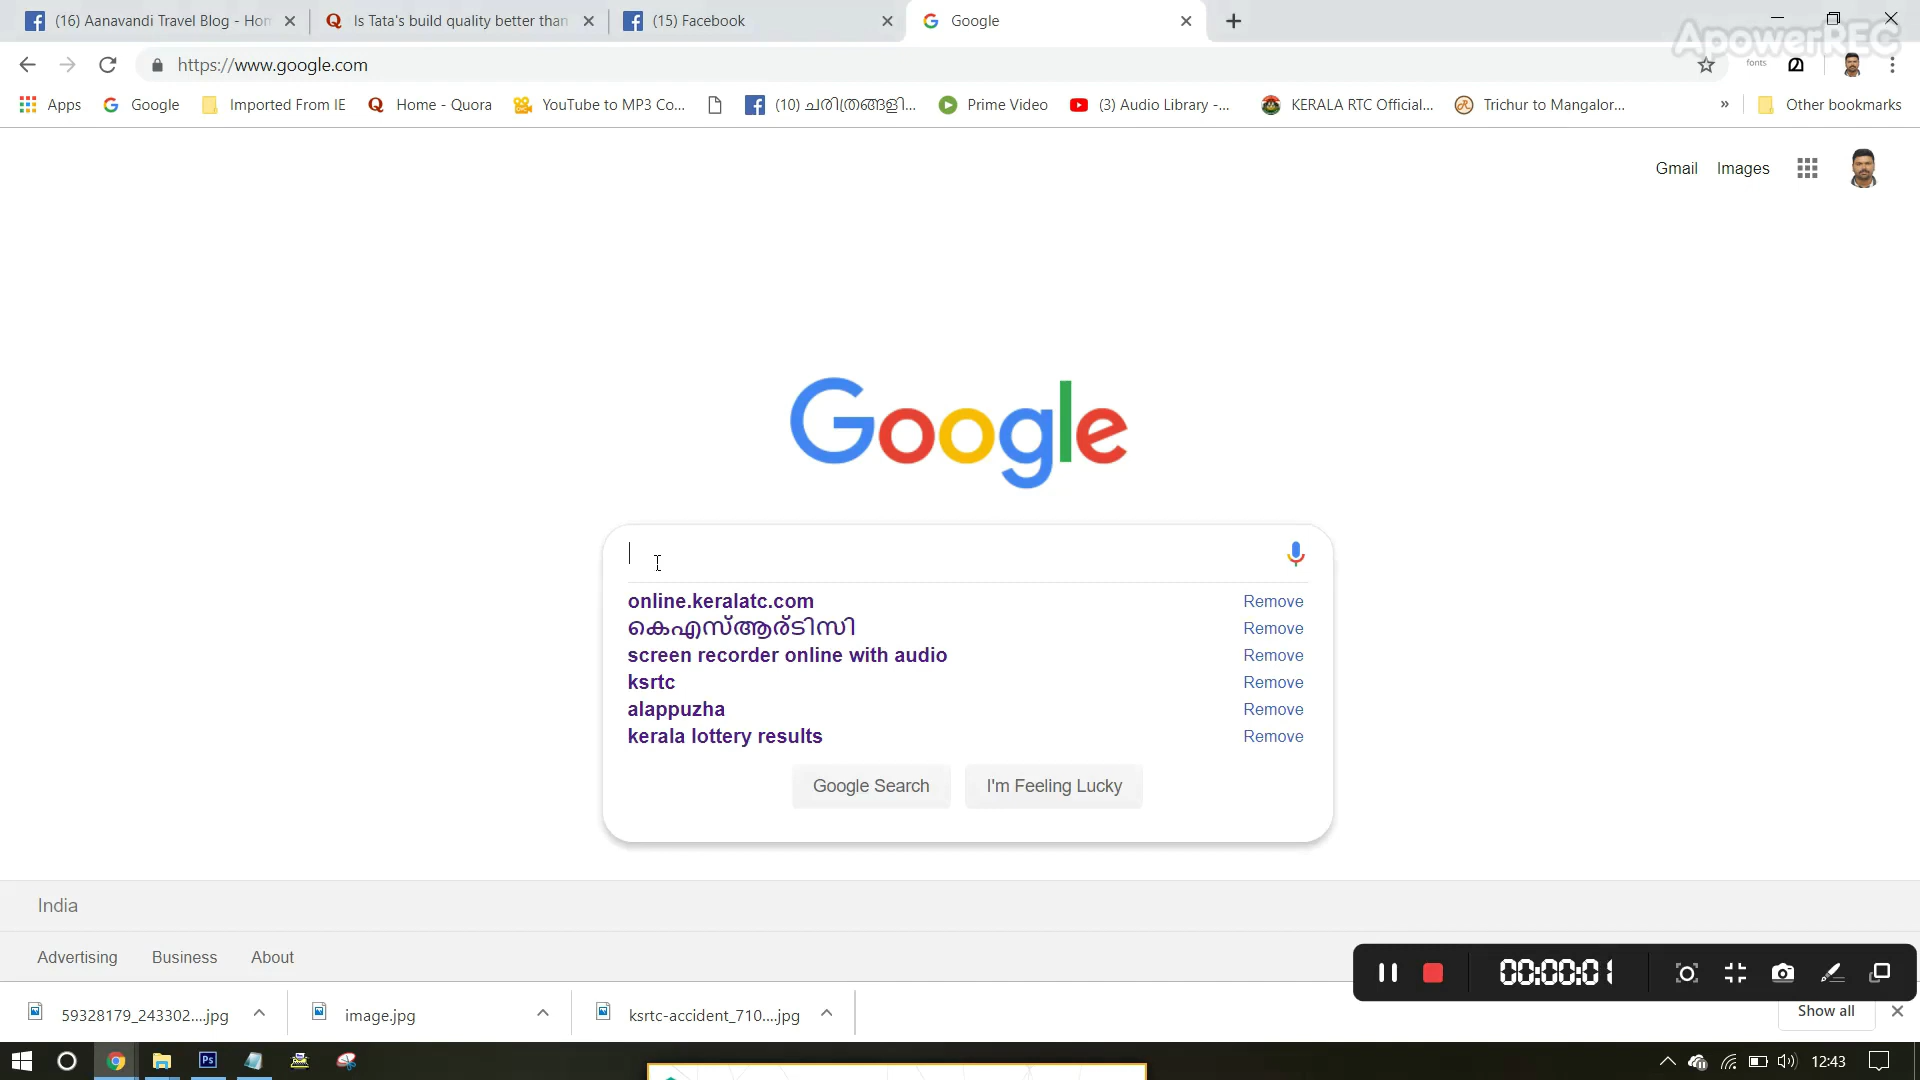 (16) Aanavandi Travel Blog - Hom
Is Tata's build quality better than
(15) Facebook
Google
ApowerREC
https://www.google.com
fonts
Apps
Google
Imported From IE
Home - Quora
YouTube to MP3 Co...
(10) ചരിത്രങ്ങളി...
Prime Video
(3) Audio Library -...
KERALA RTC Official...
Trichur to Mangalor...
»
Other bookmarks
Gmail
Images
Google
online.keralatc.com
Remove
കെഎസ്ആര്ടിസി
Remove
screen recorder online with audio
Remove
ksrtc
Remove
alappuzha
Remove
kerala lottery results
Remove
Google Search
I'm Feeling Lucky
India
Advertising
Business
About
00:00:01
59328179_243302....jpg
image.jpg
ksrtc-accident_710....jpg
Show all
Ps
12:43